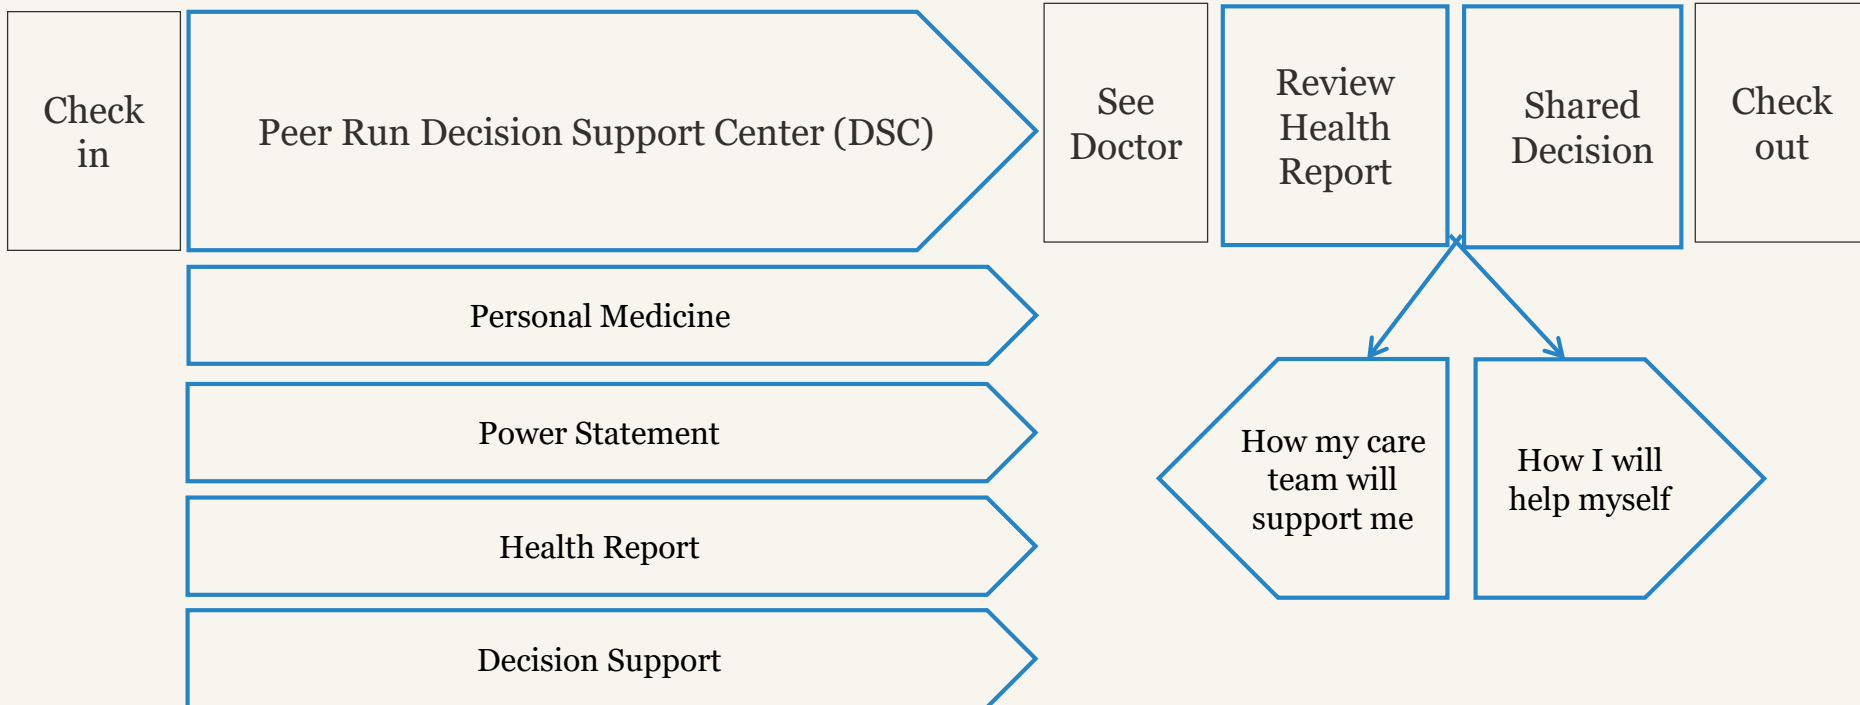 Check
in
Peer Run Decision Support Center (DSC)
See
Doctor
Review
Health
Report
Shared
Decision
Check
out
Personal Medicine
Power Statement
Health Report
Decision Support
How my care
team will
support me
How I will
help myself